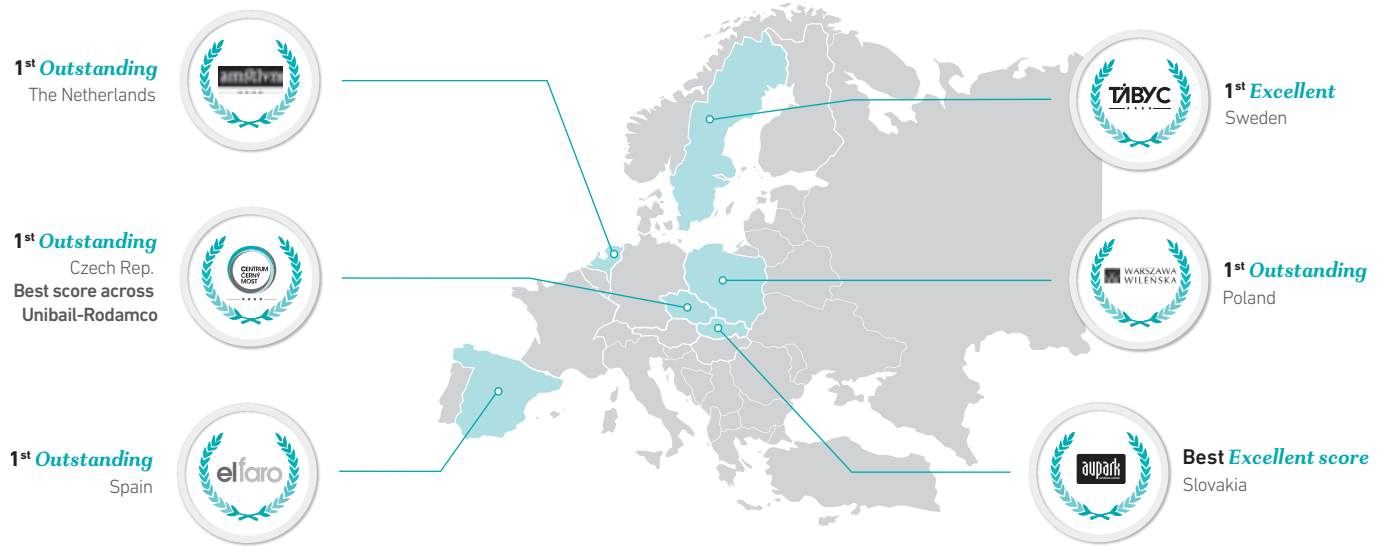 1st Outstanding
The Netherlands
1st Outstanding
Czech Rep.
Best score across
Unibail-Rodamco
CENTRUM
ČERNÝ
MOST
1st Outstanding
Spain
elfaro
TÄBY C
1st Excellent
Sweden
WARSZAWA
WILEŃSKA
1st Outstanding
Poland
aupark
Best Excellent score
Slovakia